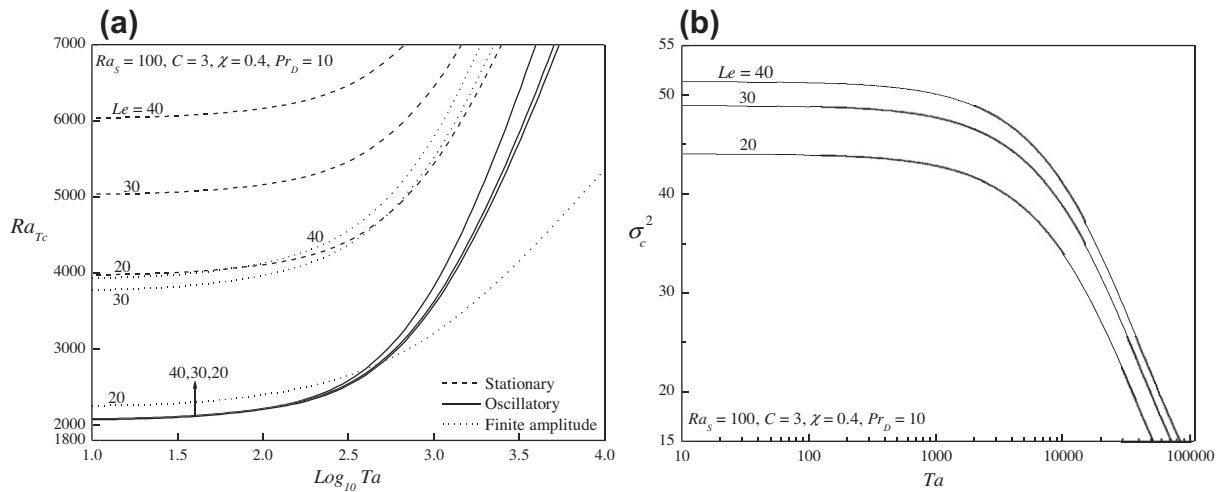 (a)
7000
6000
5000
4000
3000
2000
1800
Ra_Tc
Ra_S = 100, C = 3, χ = 0.4, Pr_D = 10
Le = 40
30
40
20
30
40,30,20
20
Stationary
Oscillatory
Finite amplitude
1.0 1.5 2.0 2.5 3.0 3.5 4.0
Log_10 Ta
(b)
55
50
45
40
35
30
25
20
15
σ_c^2
Le = 40
30
20
Ra_S = 100, C = 3, χ = 0.4, Pr_D = 10
10 100 1000 10000 100000
Ta